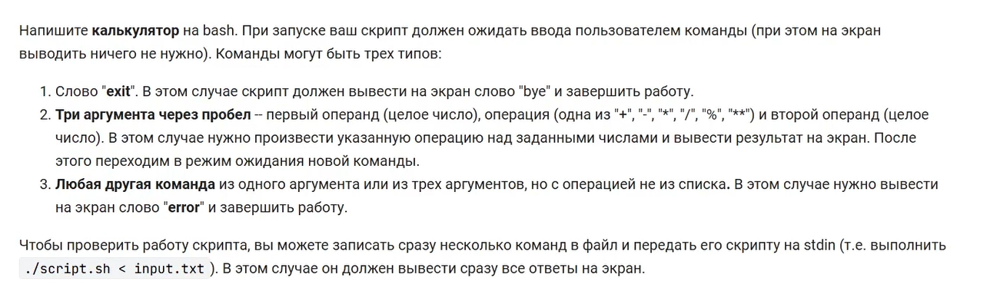 Напишите калькулятор на bash. При запуске ваш скрипт должен ожидать ввода пользователем команды (при этом на экран
выводить ничего не нужно). Команды могут быть трех типов:
1. Слово "exit". В этом случае скрипт должен вывести на экран слово "bye" и завершить работу.
2. Три аргумента через пробел -- первый операнд (целое число), операция (одна из "+", "-", "*", "/", "%", "**") и второй операнд (целое
число). В этом случае нужно произвести указанную операцию над заданными числами и вывести результат на экран. После
этого переходим в режим ожидания новой команды.
3. Любая другая команда из одного аргумента или из трех аргументов, но с операцией не из списка. В этом случае нужно вывести
на экран слово "error" и завершить работу.
Чтобы проверить работу скрипта, вы можете записать сразу несколько команд в файл и передать его скрипту на stdin (т.е. выполнить
./script.sh < input.txt ). В этом случае он должен вывести сразу все ответы на экран.